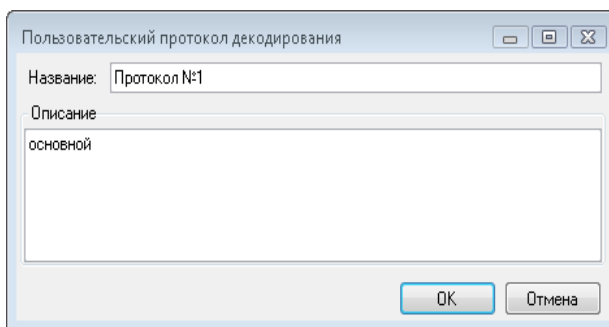 Пользовательский протокол декодирования
Название: Протокол №1
Описание
основной
OK Отмена